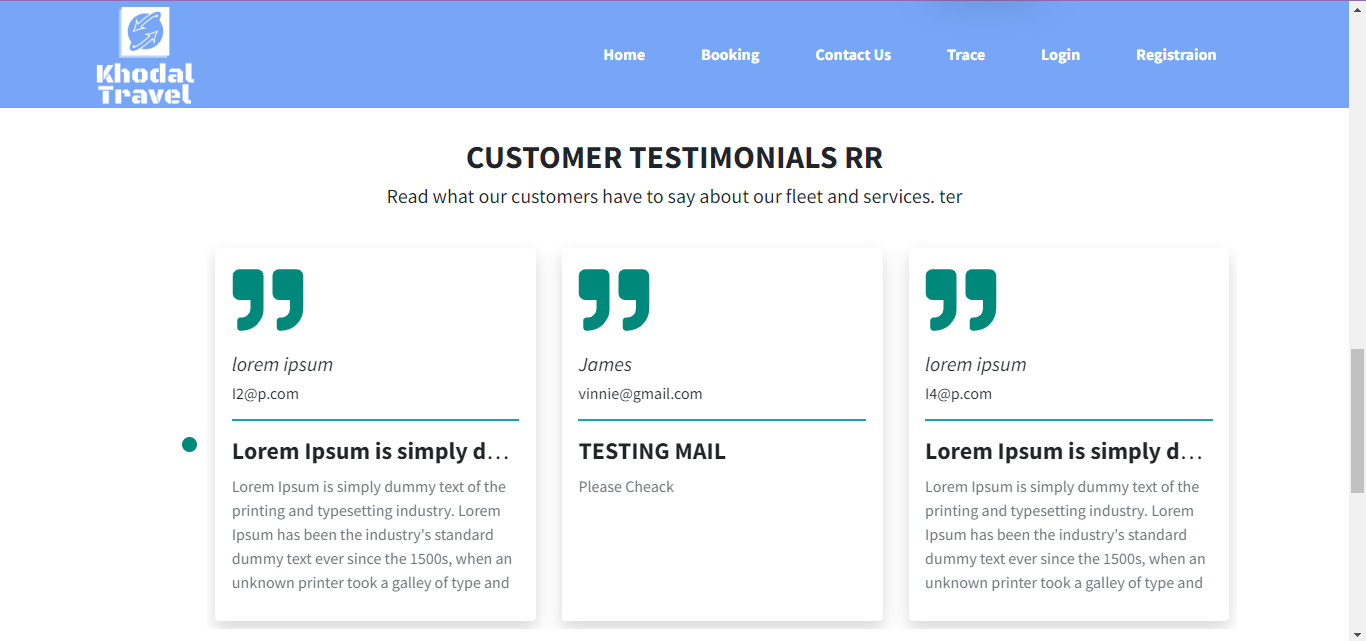 Khodal
Travel
Home Booking Contact Us Trace Login Registraion
CUSTOMER TESTIMONIALS RR
Read what our customers have to say about our fleet and services. ter
lorem ipsum
l2@p.com
Lorem Ipsum is simply d...
Lorem Ipsum is simply dummy text of the
printing and typesetting industry. Lorem
Ipsum has been the industry's standard
dummy text ever since the 1500s, when an
unknown printer took a galley of type and
James
vinnie@gmail.com
TESTING MAIL
Please Cheack
lorem ipsum
l4@p.com
Lorem Ipsum is simply d...
Lorem Ipsum is simply dummy text of the
printing and typesetting industry. Lorem
Ipsum has been the industry's standard
dummy text ever since the 1500s, when an
unknown printer took a galley of type and